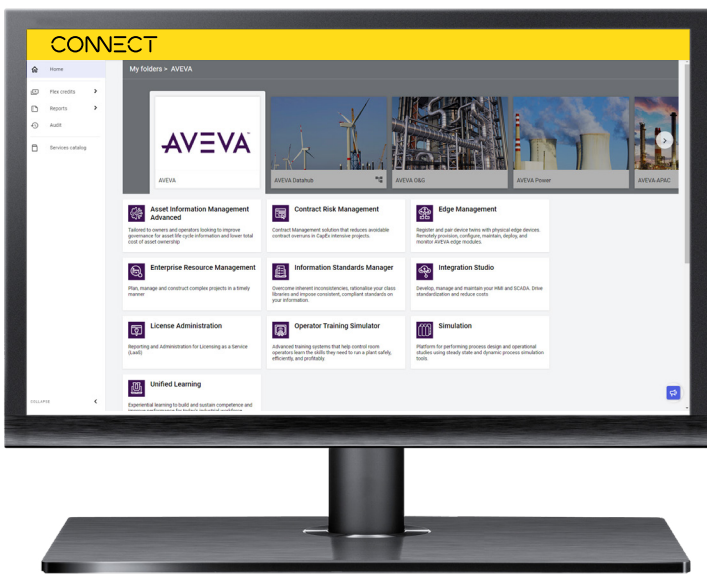 CONNECT
Home
Flex credits
Reports
Audit
Services catalog
COLLAPSE
My folders > AVEVA
AVEVA
AVEVA
AVEVA Datahub
AVEVA O&G
AVEVA Power
AVEVA-APAC
Asset Information Management
Advanced
Tailored to owners and operators looking to improve
governance for asset life cycle information and lower total
cost of asset ownership
Contract Risk Management
Contract Management solution that reduces avoidable
contract overruns in CapEx intensive projects.
Edge Management
Register and pair device twins with physical edge devices.
Remotely provision, configure, maintain, deploy, and
monitor AVEVA edge modules.
Enterprise Resource Management
Plan, manage and construct complex projects in a timely
manner
Information Standards Manager
Overcome inherent inconsistencies, rationalise your class
libraries and impose consistent, compliant standards on
your information.
Integration Studio
Develop, manage and maintain your HMI and SCADA. Drive
standardization and reduce costs
License Administration
Reporting and Administration for Licensing as a Service
(LaaS)
Operator Training Simulator
Advanced training systems that help control room
operators learn the skills they need to run a plant safely,
efficiently, and profitably.
Simulation
Platform for performing process design and operational
studies using steady state and dynamic process simulation
tools.
Unified Learning
Experiential learning to build and sustain competence and
improve performance for today's industrial workforce